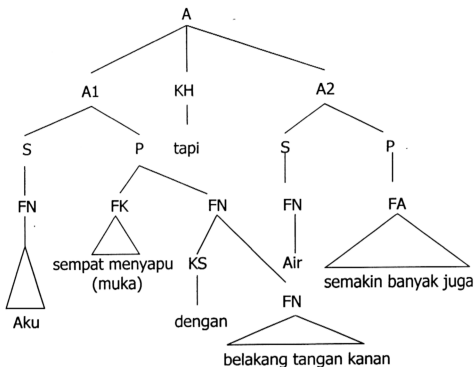 A
A1 KH A2
S P tapi S P
FN FK FN FN FA
sempat menyapu KS Air semakin banyak juga
(muka) FN
Aku dengan
belakang tangan kanan